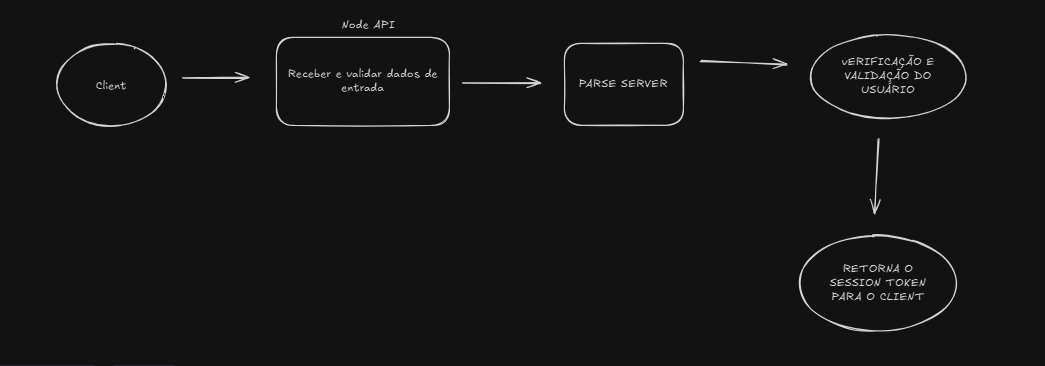 Node API
Client
Receber e validar dados de
entrada
PARSE SERVER
vERIFICAÇÃO E
VALIDAÇÃO DO
USUÁRIO
RETORNA O
SESSION TOKEN
PARA O CLIENT